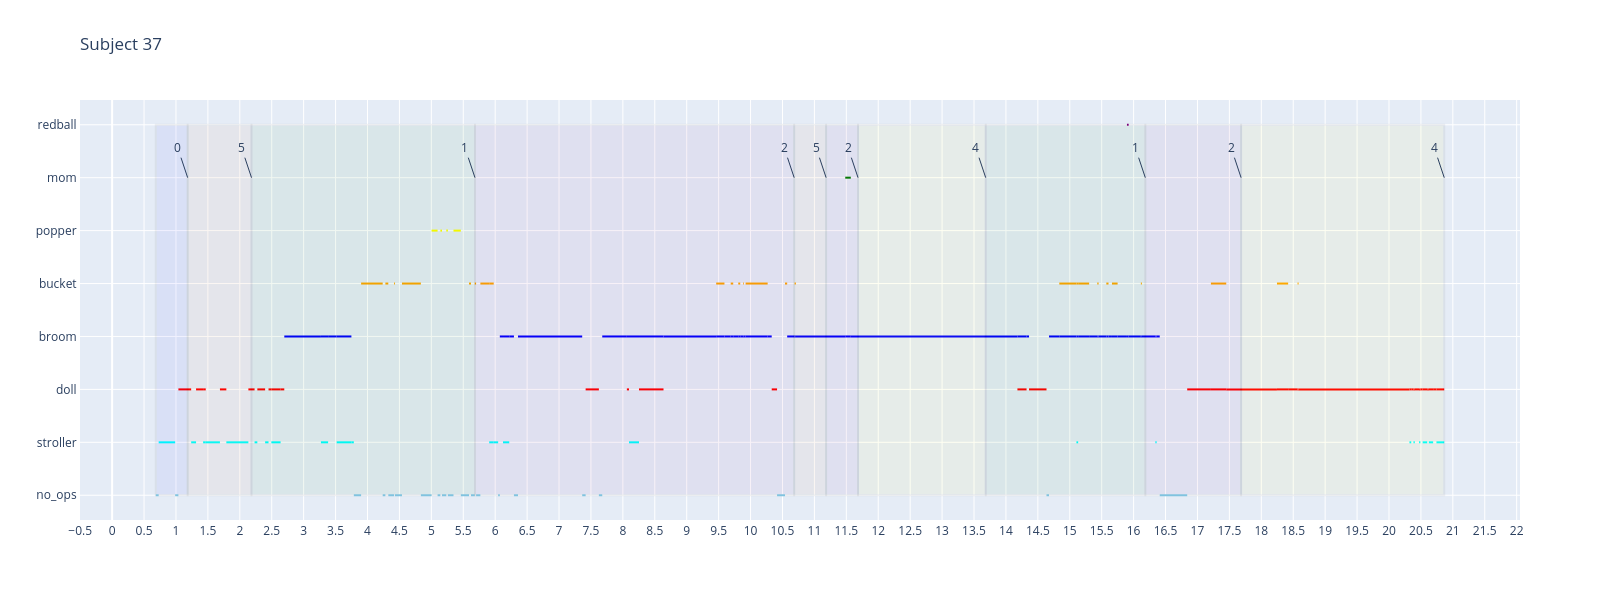 Subject 37
redball
0 5 1 2 5 2 4 1 2 4
mom
popper
bucket
broom
doll
stroller
no_ops
−0.5 0 0.5 1 1.5 2 2.5 3 3.5 4 4.5 5 5.5 6 6.5 7 7.5 8 8.5 9 9.5 10 10.5 11 11.5 12 12.5 13 13.5 14 14.5 15 15.5 16 16.5 17 17.5 18 18.5 19 19.5 20 20.5 21 21.5 22